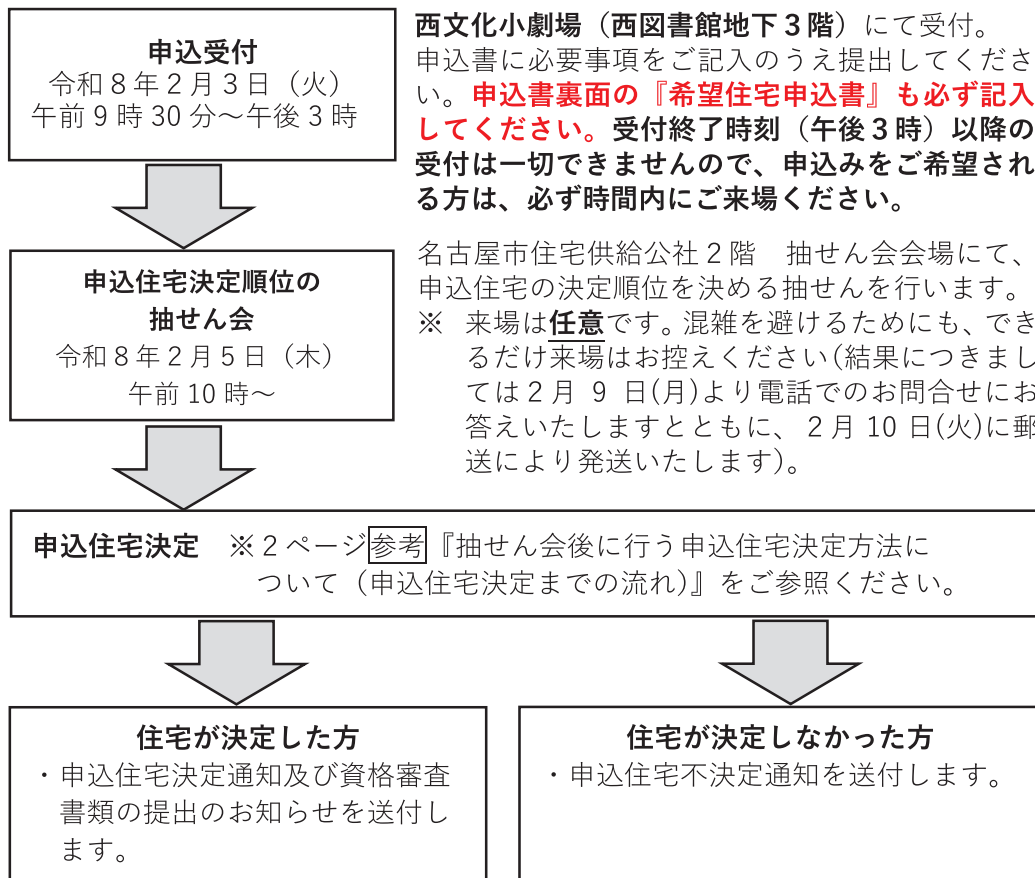 申込受付
令和８年２月３日（火）
午前９時 30 分～午後３時
西文化小劇場（西図書館地下３階）にて受付。
申込書に必要事項をご記入のうえ提出してくださ
い。申込書裏面の『希望住宅申込書』も必ず記入
してください。受付終了時刻（午後３時）以降の
受付は一切できませんので、申込みをご希望され
る方は、必ず時間内にご来場ください。
申込住宅決定順位の
抽せん会
令和８年２月５日（木）
午前 10 時～
名古屋市住宅供給公社２階　抽せん会会場にて、
申込住宅の決定順位を決める抽せんを行います。
※　来場は任意です。混雑を避けるためにも、でき
るだけ来場はお控えください（結果につきまし
ては２月 ９ 日(月)より電話でのお問合せにお
答えいたしますとともに、２月 10 日(火)に郵
送により発送いたします）。
申込住宅決定　※２ページ参考『抽せん会後に行う申込住宅決定方法に
ついて（申込住宅決定までの流れ）』をご参照ください。
住宅が決定した方
・申込住宅決定通知及び資格審査
書類の提出のお知らせを送付し
ます。
住宅が決定しなかった方
・申込住宅不決定通知を送付します。